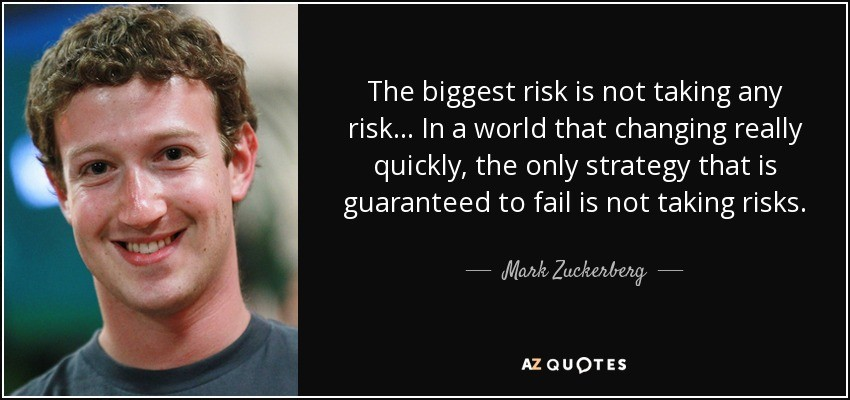 The biggest risk is not taking any
risk... In a world that changing really
quickly, the only strategy that is
guaranteed to fail is not taking risks.
Mark Zuckerberg
AZ QUOTES